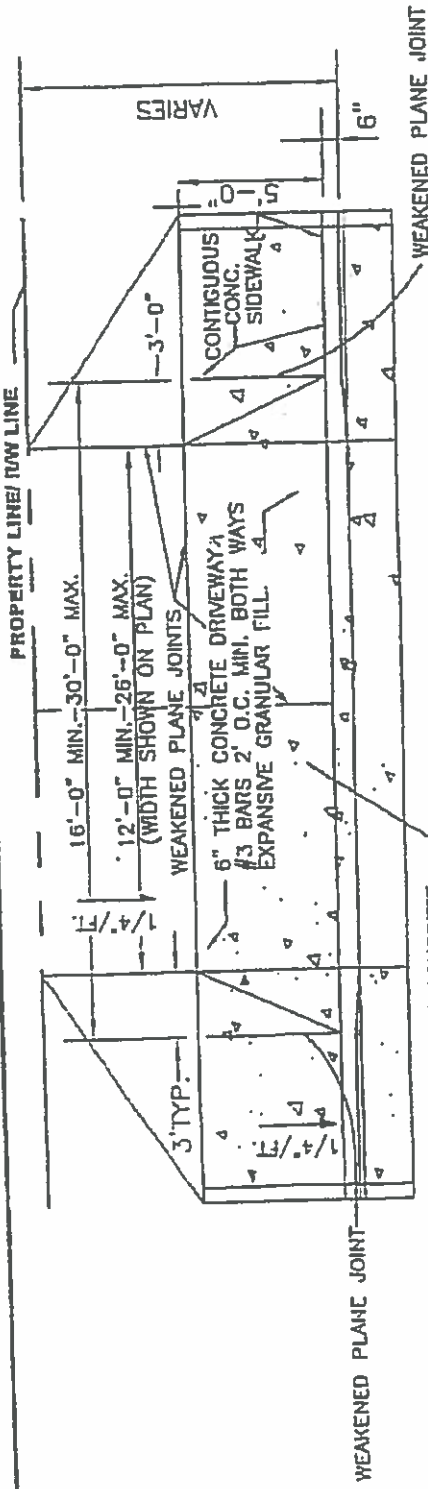 PROPERTY LINE/ R/W LINE
16'-0" MIN.-30'-0" MAX.
12'-0" MIN-26'-0" MAX.
(WIDTH SHOWN ON PLAN)
1/4"/FT.
WEAKENED PLANE JOINTS
3'TYP.
3'-0"
VARIES
5'-0"
6"
CONTIGUOUS
CONC.
SIDEWALK
6" THICK CONCRETE DRIVEWAY
#3 BARS 2' O.C. MIN. BOTH WAYS
EXPANSIVE GRANULAR FILL.
1/4"/FT.
WEAKENED PLANE JOINT
WEAKENED PLANE JOINT